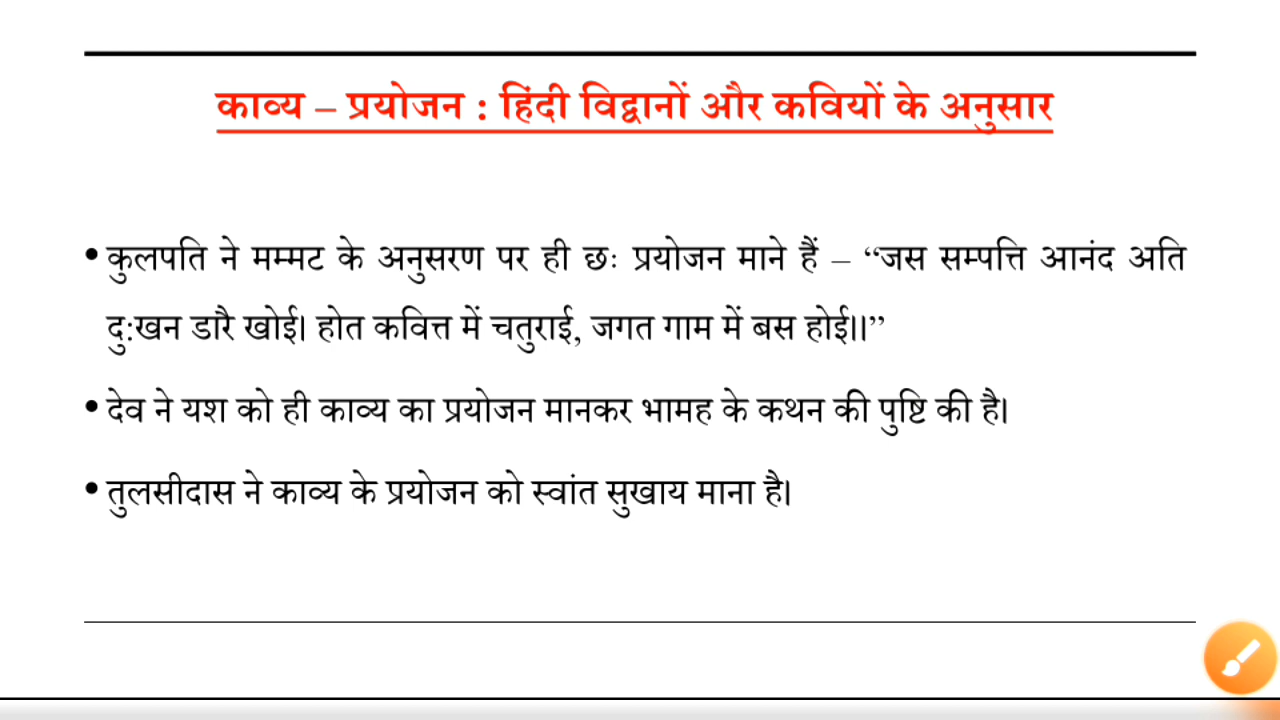 काव्य – प्रयोजन : हिंदी विद्वानों और कवियों के अनुसार
• कुलपति ने मम्मट के अनुसरण पर ही छः प्रयोजन माने हैं – “जस सम्पत्ति आनंद अति
दु:खन डारै खोई। होत कवित्त में चतुराई, जगत गाम में बस होई।।”
• देव ने यश को ही काव्य का प्रयोजन मानकर भामह के कथन की पुष्टि की है।
• तुलसीदास ने काव्य के प्रयोजन को स्वांत सुखाय माना है।